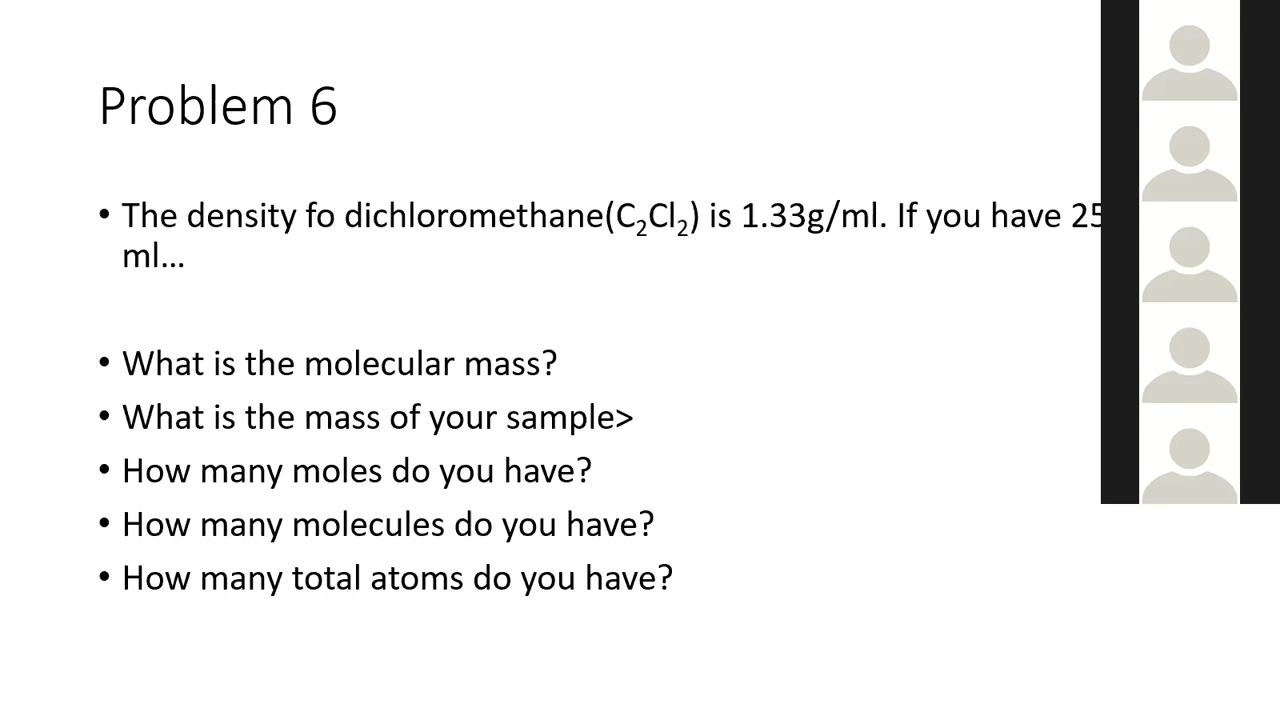 Problem 6
• The density fo dichloromethane(C₂Cl₂) is 1.33g/ml. If you have 25
ml...
• What is the molecular mass?
• What is the mass of your sample>
• How many moles do you have?
• How many molecules do you have?
• How many total atoms do you have?